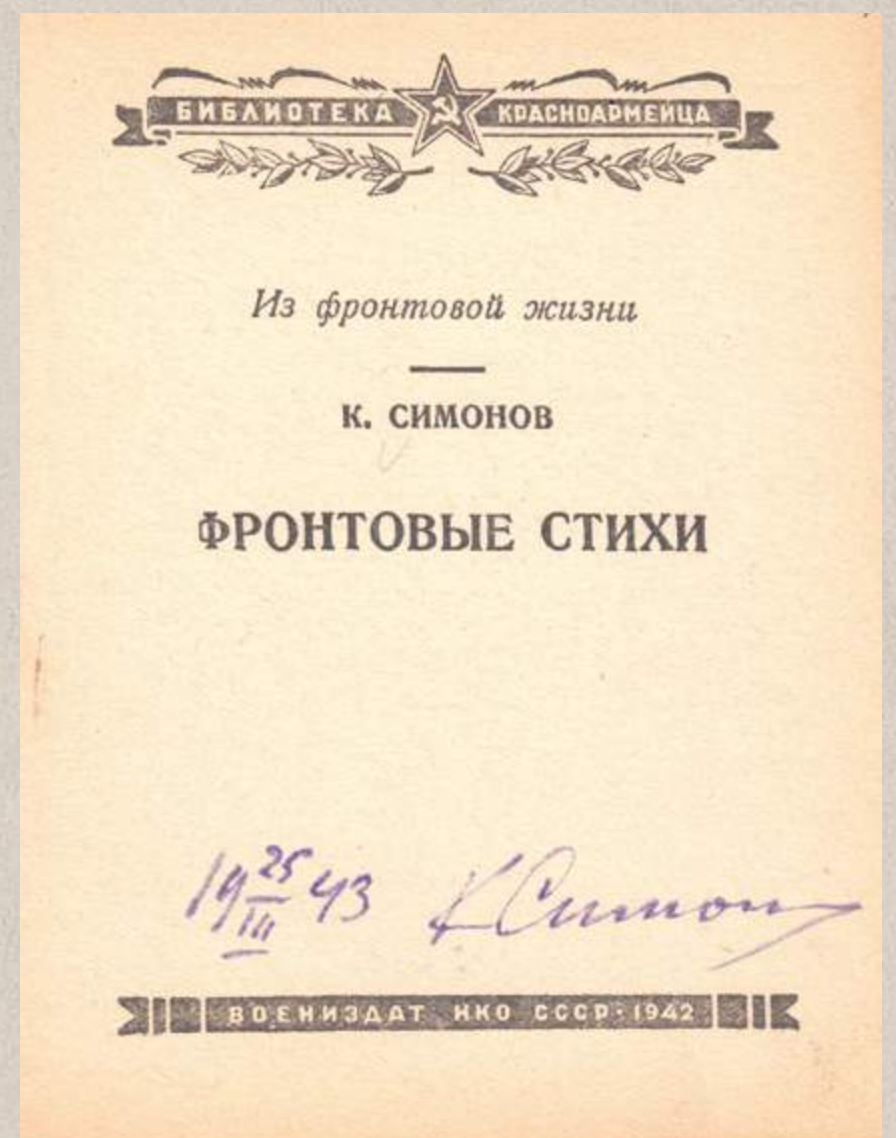 БИБЛИОТЕКА КРАСНОАРМЕЙЦА
Из фронтовой жизни
К. СИМОНОВ
ФРОНТОВЫЕ СТИХИ
19 25/III 43 К Симонов
ВОЕНИЗДАТ НКО СССР · 1942